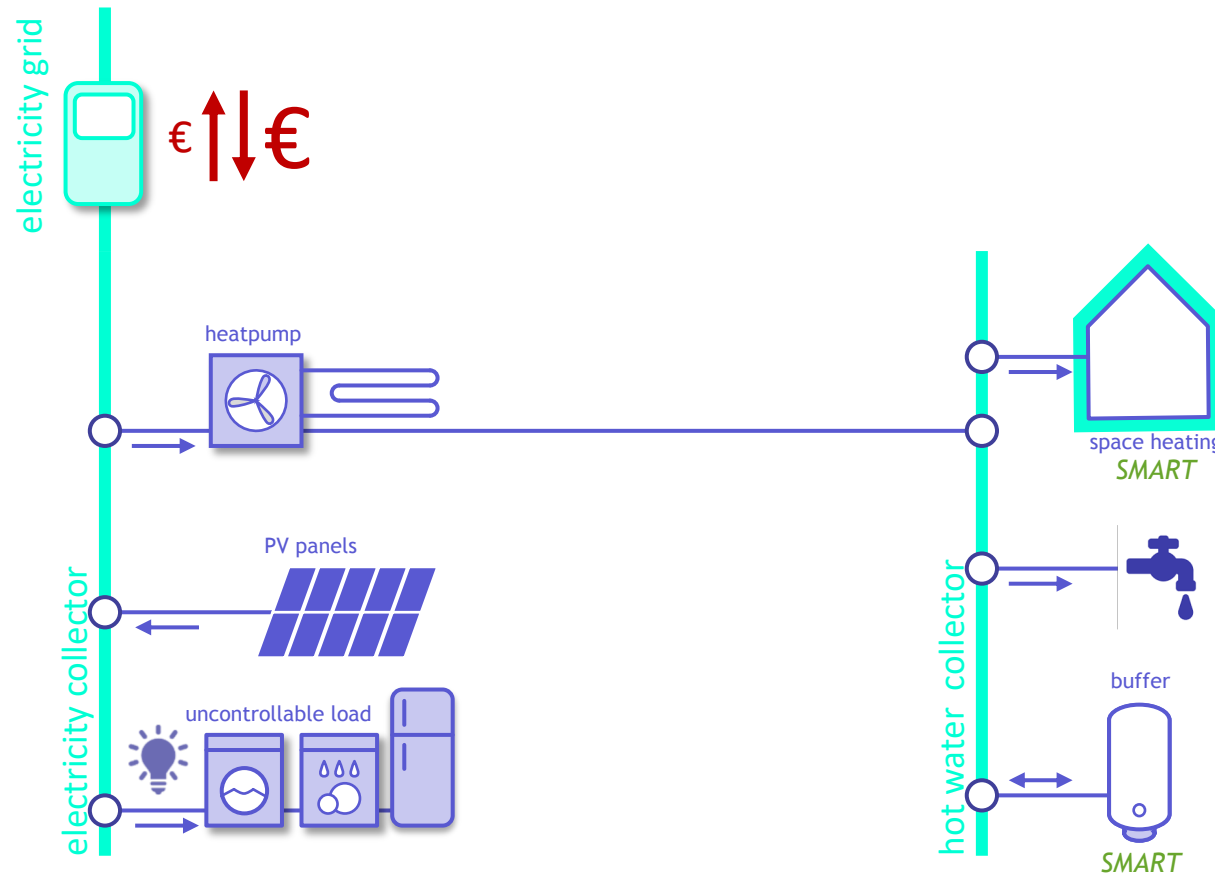 electricity grid
€
€
heatpump
space heating
SMART
PV panels
electricity collector
hot water collector
uncontrollable load
buffer
SMART